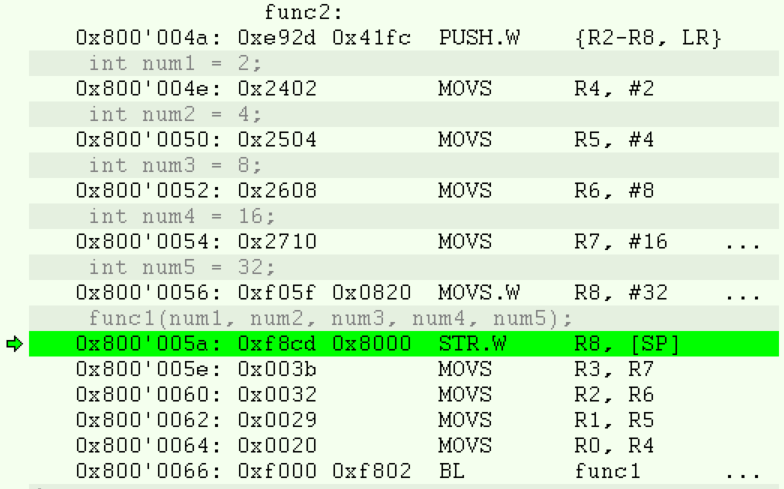 func2:
0x800'004a: 0xe92d 0x41fc PUSH.W {R2-R8, LR}
int num1 = 2;
0x800'004e: 0x2402 MOVS R4, #2
int num2 = 4;
0x800'0050: 0x2504 MOVS R5, #4
int num3 = 8;
0x800'0052: 0x2608 MOVS R6, #8
int num4 = 16;
0x800'0054: 0x2710 MOVS R7, #16 ...
int num5 = 32;
0x800'0056: 0xf05f 0x0820 MOVS.W R8, #32 ...
func1(num1, num2, num3, num4, num5);
0x800'005a: 0xf8cd 0x8000 STR.W R8, [SP]
0x800'005e: 0x003b MOVS R3, R7
0x800'0060: 0x0032 MOVS R2, R6
0x800'0062: 0x0029 MOVS R1, R5
0x800'0064: 0x0020 MOVS R0, R4
0x800'0066: 0xf000 0xf802 BL func1 ...